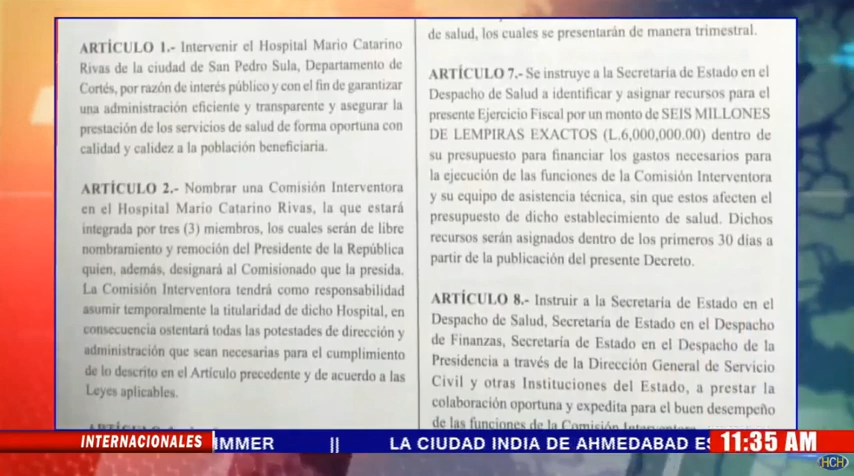 ARTÍCULO 1.- Intervenir el Hospital Mario Catarino
Rivas de la ciudad de San Pedro Sula, Departamento de
Cortés, por razón de interés público y con el fin de garantizar
una administración eficiente y transparente y asegurar la
prestación de los servicios de salud de forma oportuna con
calidad y calidez a la población beneficiaria.
ARTÍCULO 2.- Nombrar una Comisión Interventora
en el Hospital Mario Catarino Rivas, la que estará
integrada por tres (3) miembros, los cuales serán de libre
nombramiento y remoción del Presidente de la República
quien, además, designará al Comisionado que la presida.
La Comisión Interventora tendrá como responsabilidad
asumir temporalmente la titularidad de dicho Hospital, en
consecuencia ostentará todas las potestades de dirección y
administración que sean necesarias para el cumplimiento
de lo descrito en el Artículo precedente y de acuerdo a las
Leyes aplicables.
de salud, los cuales se presentarán de manera trimestral.
ARTÍCULO 7.- Se instruye a la Secretaría de Estado en el
Despacho de Salud a identificar y asignar recursos para el
presente Ejercicio Fiscal por un monto de SEIS MILLONES
DE LEMPIRAS EXACTOS (L.6,000,000.00) dentro de
su presupuesto para financiar los gastos necesarios para
la ejecución de las funciones de la Comisión Interventora
y su equipo de asistencia técnica, sin que estos afecten el
presupuesto de dicho establecimiento de salud. Dichos
recursos serán asignados dentro de los primeros 30 días a
partir de la publicación del presente Decreto.
ARTÍCULO 8.- Instruir a la Secretaría de Estado en el
Despacho de Salud, Secretaría de Estado en el Despacho
de Finanzas, Secretaría de Estado en el Despacho de la
Presidencia a través de la Dirección General de Servicio
Civil y otras Instituciones del Estado, a prestar la
colaboración oportuna y expedita para el buen desempeño
de las funciones de la Comisión
INTERNACIONALES IMMER || LA CIUDAD INDIA DE AHMEDABAD ES 11:35 AM
HCH